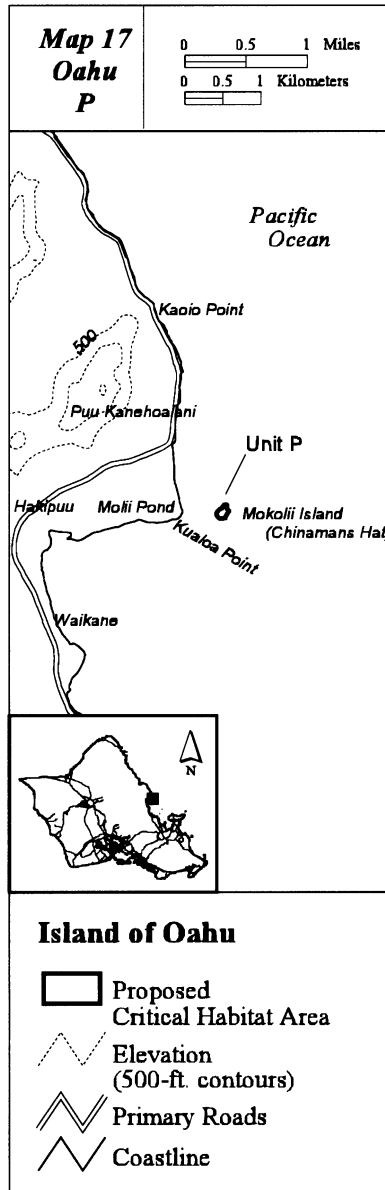 Map 17
Oahu
P
0 0.5 1 Miles
0 0.5 1 Kilometers
Pacific
Ocean
Kaoio Point
500
Puu Kanehoalani
Unit P
Hakipuu
Molii Pond
Mokolii Island
(Chinamans Hat)
Kualoa Point
Waikane
N
Island of Oahu
Proposed
Critical Habitat Area
Elevation
(500-ft. contours)
Primary Roads
Coastline